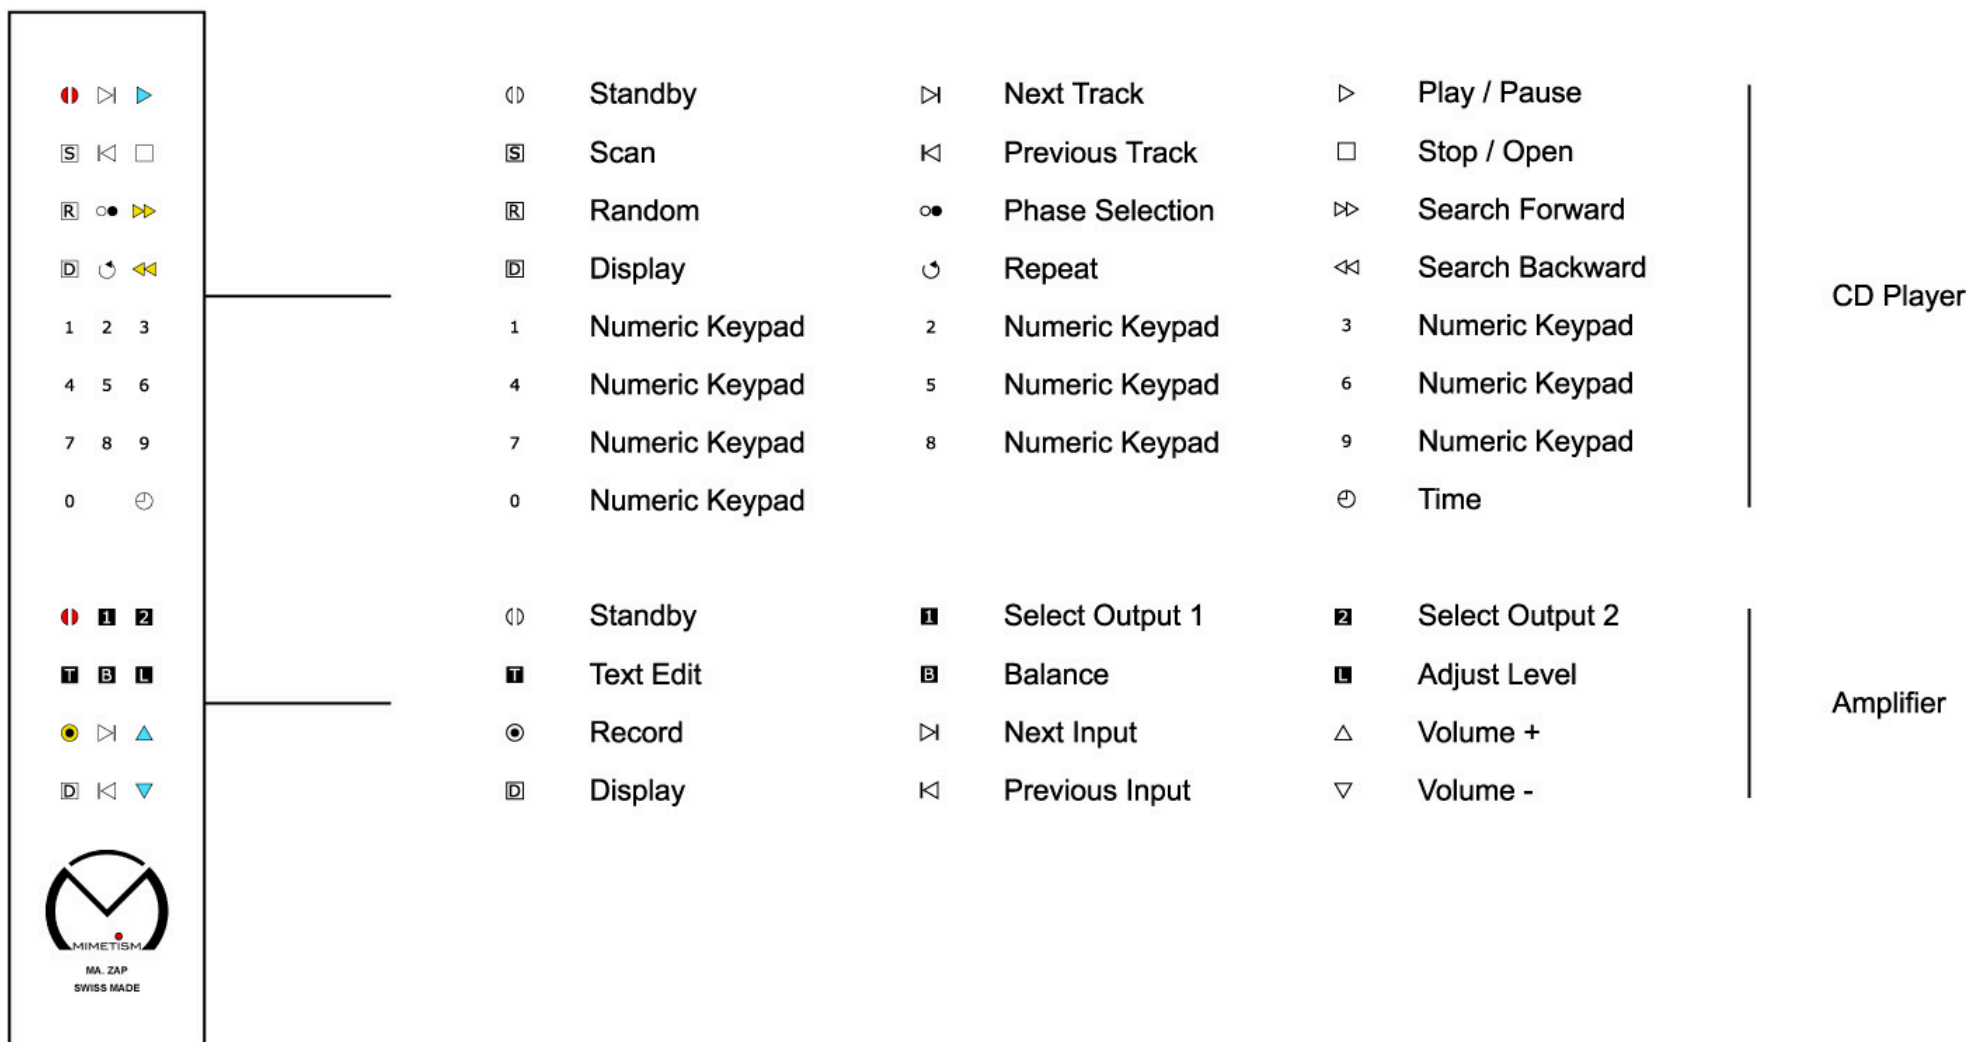 S Standby Next Track Play / Pause
S S Scan Previous Track Stop / Open
R R Random Phase Selection Search Forward
D D Display Repeat Search Backward
1 2 3 1 Numeric Keypad 2 Numeric Keypad 3 Numeric Keypad
4 5 6 4 Numeric Keypad 5 Numeric Keypad 6 Numeric Keypad
7 8 9 7 Numeric Keypad 8 Numeric Keypad 9 Numeric Keypad
0 0 Numeric Keypad Time
CD Player
1 2 Standby 1 Select Output 1 2 Select Output 2
T B L T Text Edit B Balance L Adjust Level
Record Next Input Volume +
D D Display Previous Input Volume -
Amplifier
MIMETISM
MA. ZAP
SWISS MADE